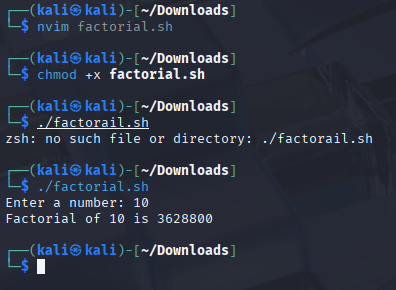 ┌──(kali㉿kali)-[~/Downloads]
└─$ nvim factorial.sh
┌──(kali㉿kali)-[~/Downloads]
└─$ chmod +x factorial.sh
┌──(kali㉿kali)-[~/Downloads]
└─$ ./factorail.sh
zsh: no such file or directory: ./factorail.sh
┌──(kali㉿kali)-[~/Downloads]
└─$ ./factorial.sh
Enter a number: 10
Factorial of 10 is 3628800
┌──(kali㉿kali)-[~/Downloads]
└─$